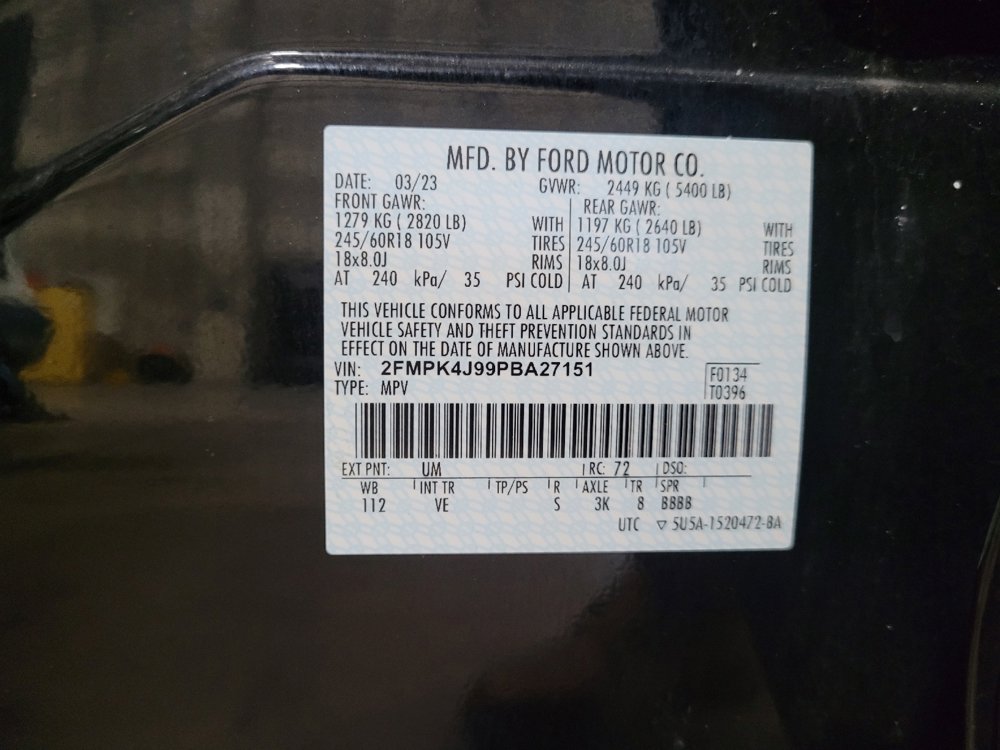 MFD. BY FORD MOTOR CO.
DATE: 03/23 GVWR: 2449 KG ( 5400 LB)
FRONT GAWR: REAR GAWR:
1279 KG ( 2820 LB) WITH 1197 KG ( 2640 LB) WITH
245/60R18 105V TIRES 245/60R18 105V TIRES
18x8.0J RIMS 18x8.0J RIMS
AT 240 kPa/ 35 PSI COLD AT 240 kPa/ 35 PSI COLD
THIS VEHICLE CONFORMS TO ALL APPLICABLE FEDERAL MOTOR
VEHICLE SAFETY AND THEFT PREVENTION STANDARDS IN
EFFECT ON THE DATE OF MANUFACTURE SHOWN ABOVE.
VIN: 2FMPK4J99PBA27151 F0134
TYPE: MPV T0396
EXT PNT: UM RC: 72 DSO:
WB INT TR TP/PS R AXLE TR SPR
112 VE S 3K 8 BBBB
UTC ▽ 5U5A-1520472-BA